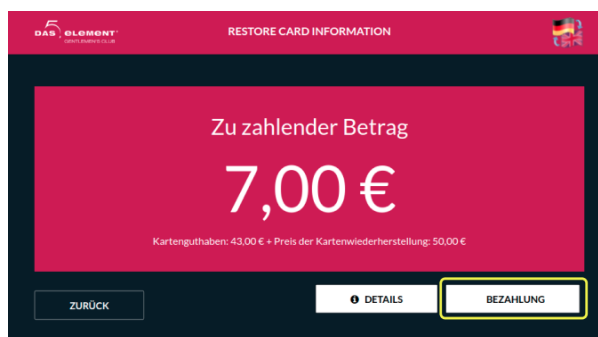 5
DAS element
GENTLEMEN'S CLUB
RESTORE CARD INFORMATION
Zu zahlender Betrag
7,00 €
Kartenguthaben: 43,00 € + Preis der Kartenwiederherstellung: 50,00 €
ZURÜCK
DETAILS
BEZAHLUNG